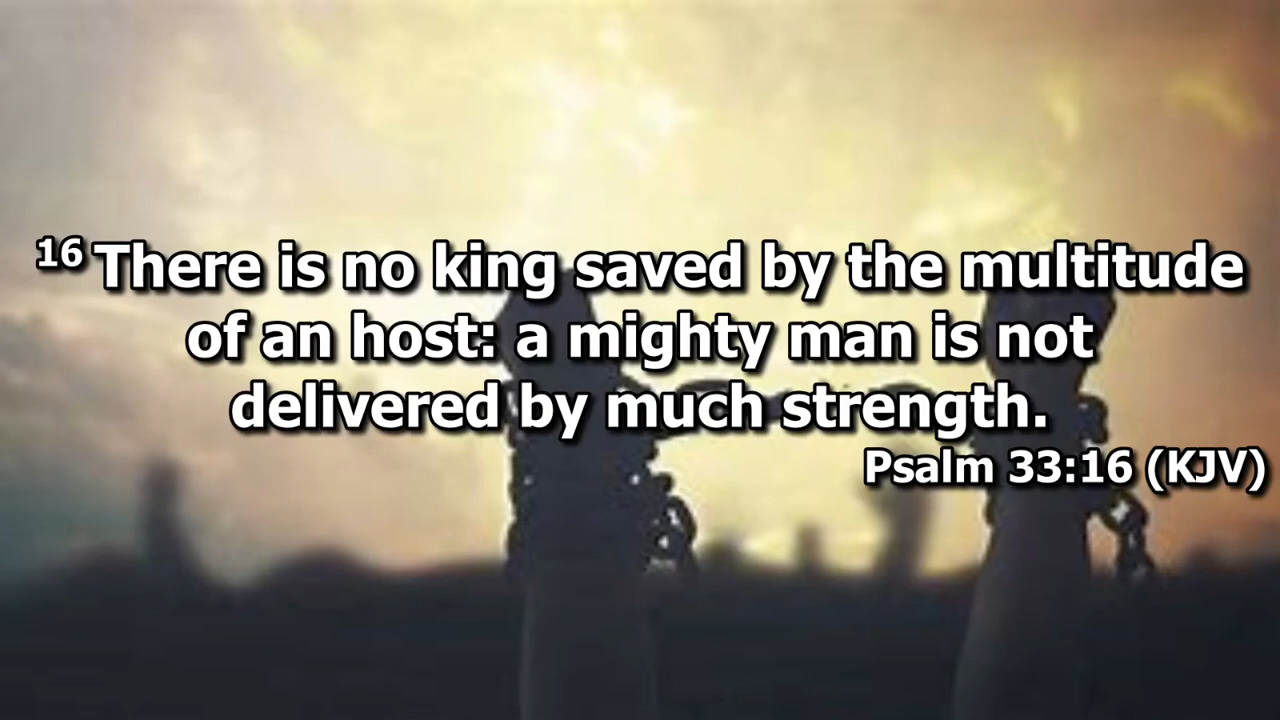 16 There is no king saved by the multitude
of an host: a mighty man is not
delivered by much strength.
Psalm 33:16 (KJV)